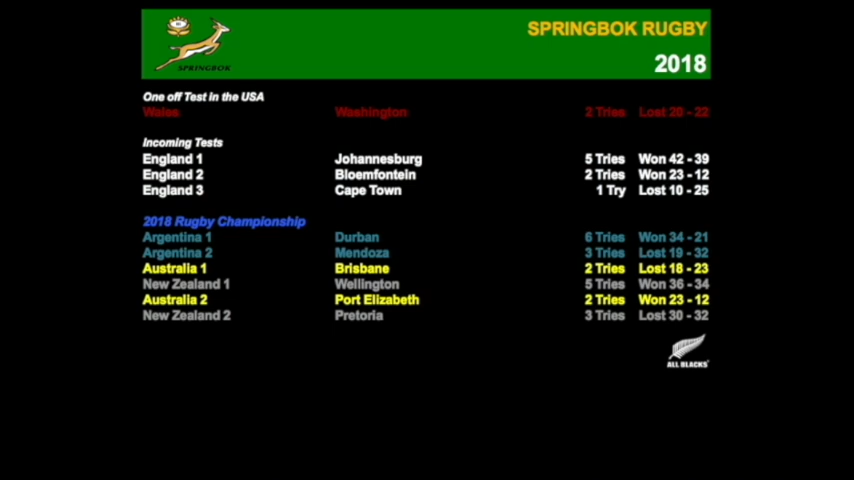 SPRINGBOK RUGBY
SPRINGBOK
2018
One off Test in the USA
Wales Washington 2 Tries Lost 20 - 22
Incoming Tests
England 1 Johannesburg 5 Tries Won 42 - 39
England 2 Bloemfontein 2 Tries Won 23 - 12
England 3 Cape Town 1 Try Lost 10 - 25
2018 Rugby Championship
Argentina 1 Durban 6 Tries Won 34 - 21
Argentina 2 Mendoza 3 Tries Lost 19 - 32
Australia 1 Brisbane 2 Tries Lost 18 - 23
New Zealand 1 Wellington 5 Tries Won 36 - 34
Australia 2 Port Elizabeth 2 Tries Won 23 - 12
New Zealand 2 Pretoria 3 Tries Lost 30 - 32
ALL BLACKS